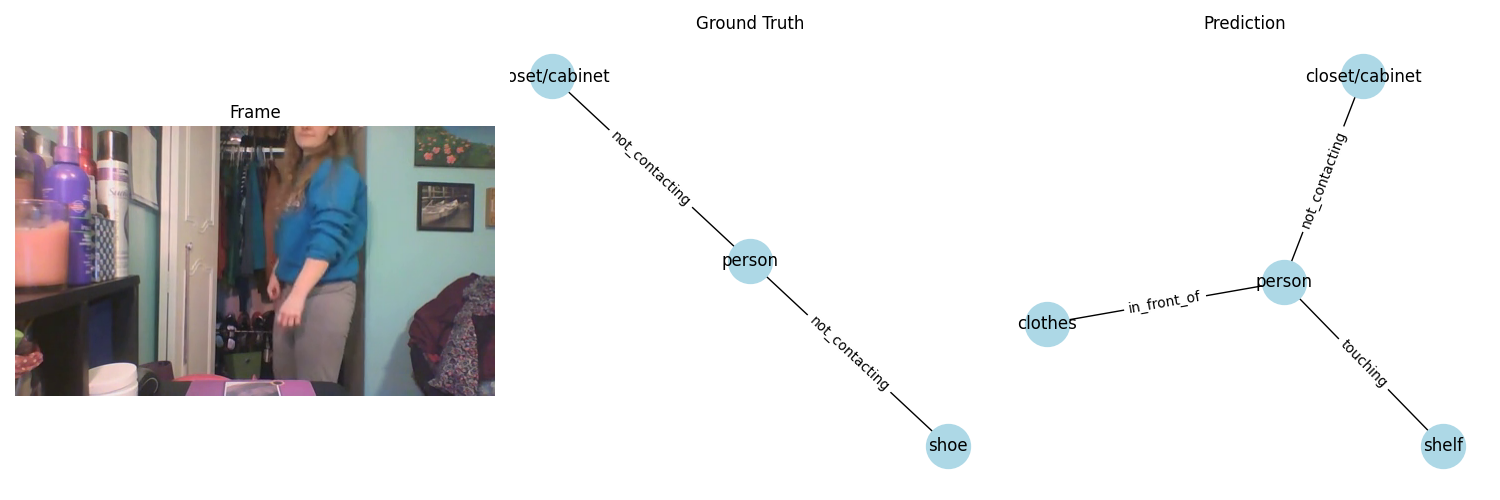 Frame
Ground Truth
oset/cabinet
not_contacting
person
not_contacting
shoe
Prediction
closet/cabinet
not_contacting
person
in_front_of
clothes
touching
shelf